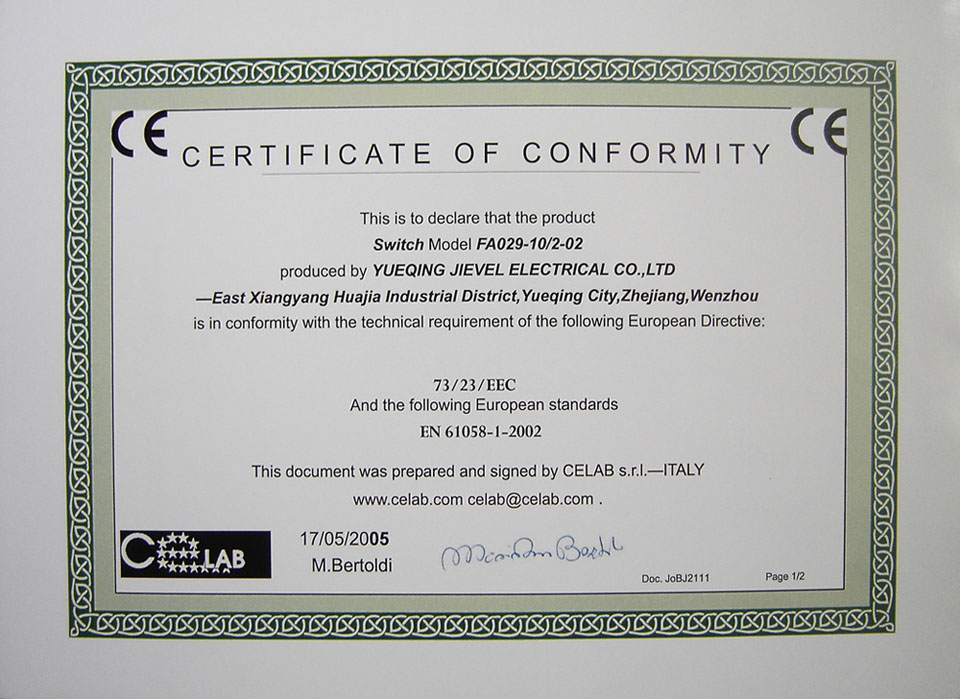 CE CERTIFICATE OF CONFORMITY CE
This is to declare that the product
Switch Model FA029-10/2-02
produced by YUEQING JIEVEL ELECTRICAL CO.,LTD
—East Xiangyang Huajia Industrial District,Yueqing City,Zhejiang,Wenzhou
is in conformity with the technical requirement of the following European Directive:
73/23/EEC
And the following European standards
EN 61058-1-2002
This document was prepared and signed by CELAB s.r.l.—ITALY
www.celab.com celab@celab.com .
CELAB
17/05/2005
M.Bertoldi
Doc. JoBJ2111
Page 1/2